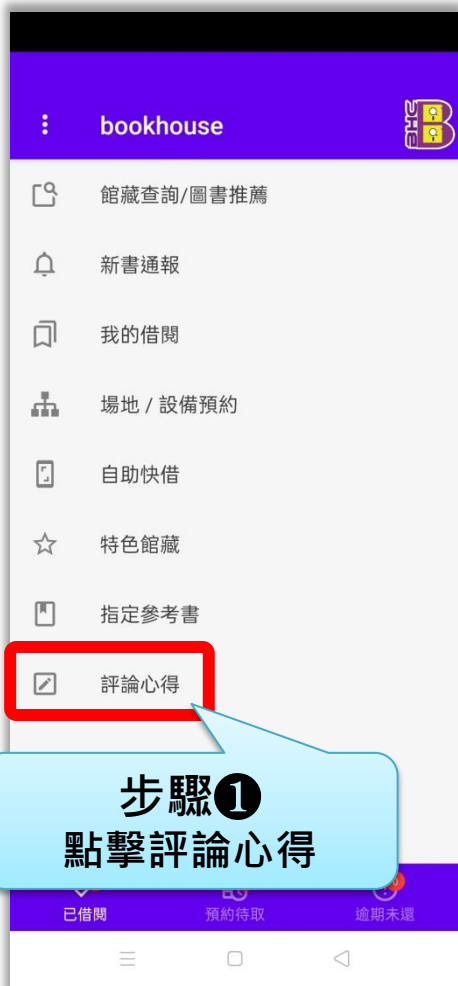 bookhouse
BHC
館藏查詢/圖書推薦
新書通報
我的借閱
場地 / 設備預約
自助快借
特色館藏
指定參考書
評論心得
步驟❶
點擊評論心得
已借閱
預約待取
逾期未還